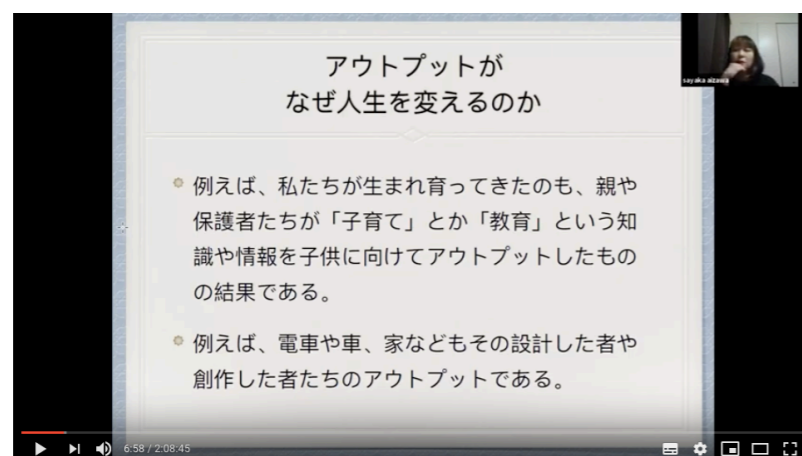 アウトプットが
なぜ人生を変えるのか
sayaka aizawa
例えば、私たちが生まれ育ってきたのも、親や
保護者たちが「子育て」とか「教育」という知
識や情報を子供に向けてアウトプットしたもの
の結果である。
例えば、電車や車、家などもその設計した者や
創作した者たちのアウトプットである。
6:58 / 2:08:45